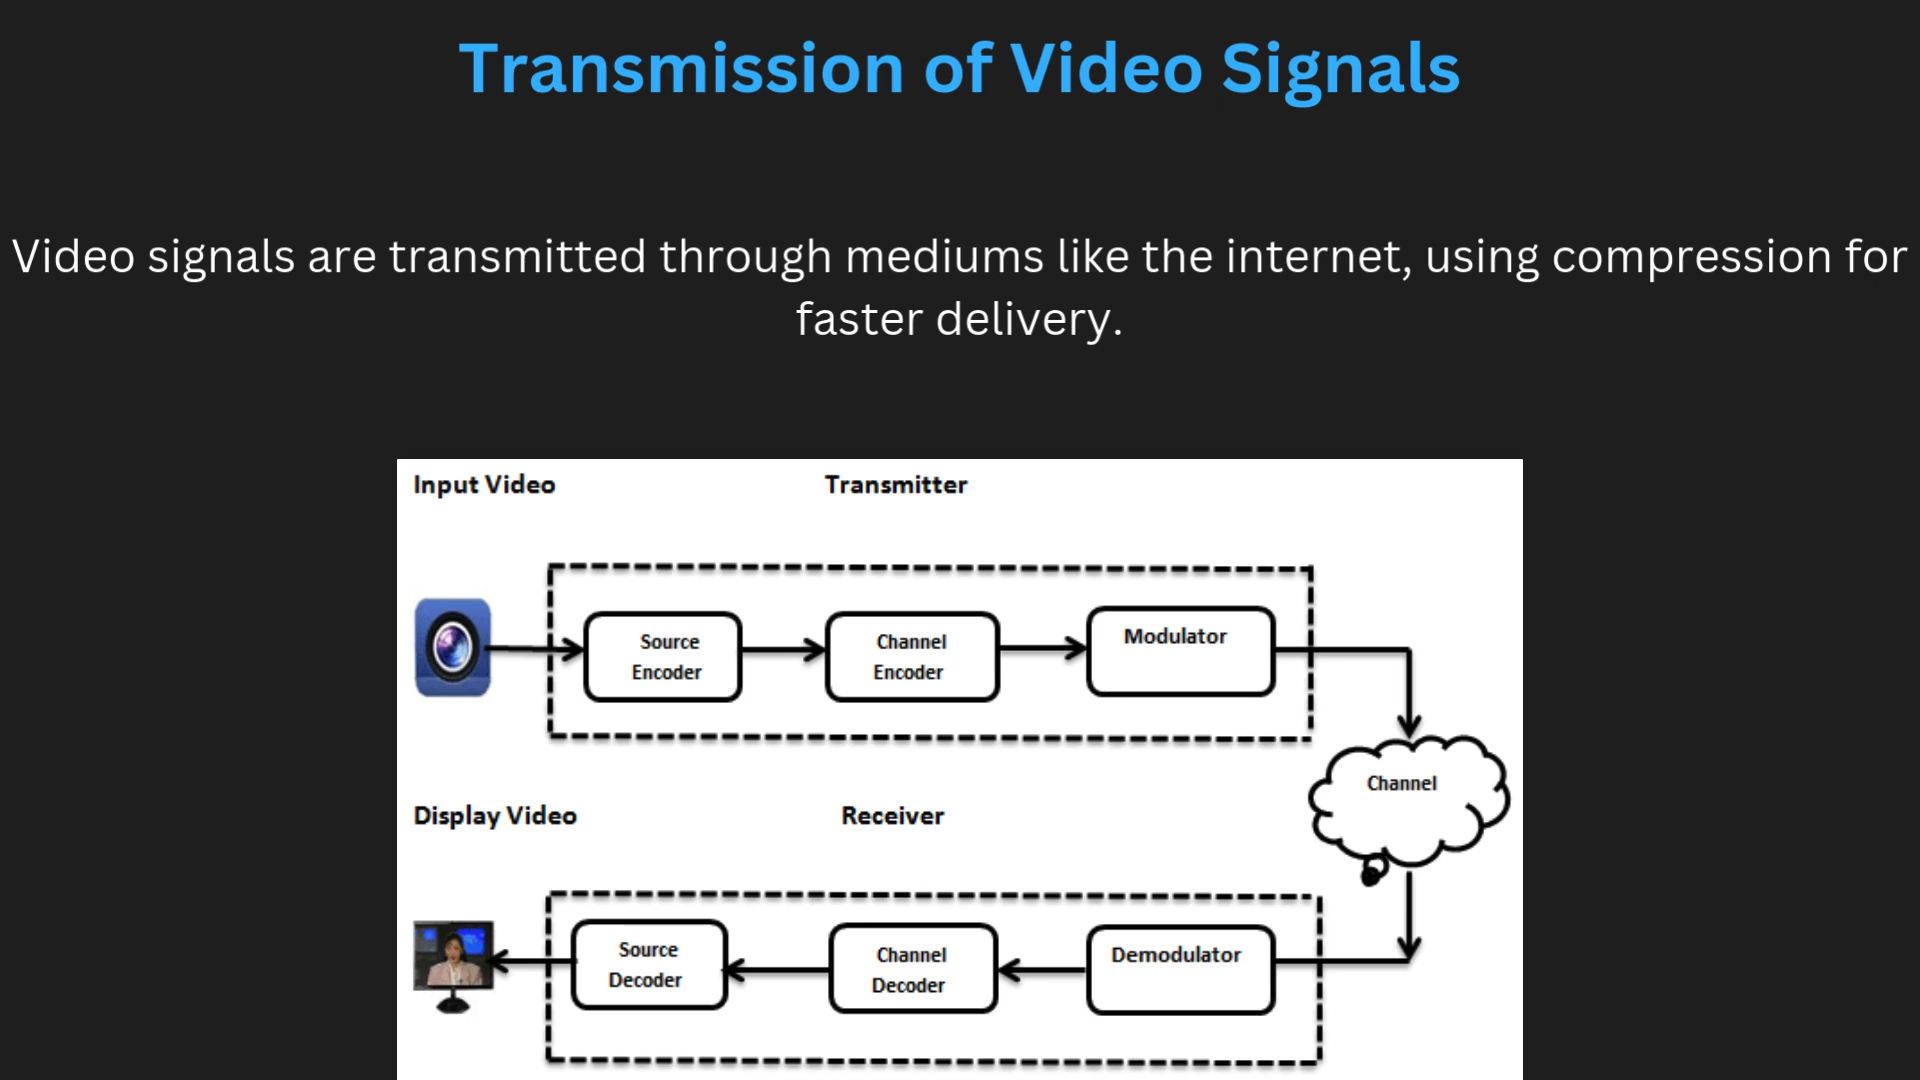 Transmission of Video Signals
Video signals are transmitted through mediums like the internet, using compression for
faster delivery.
Input Video
Transmitter
Source
Encoder
Channel
Encoder
Modulator
Channel
Display Video
Receiver
Source
Decoder
Channel
Decoder
Demodulator